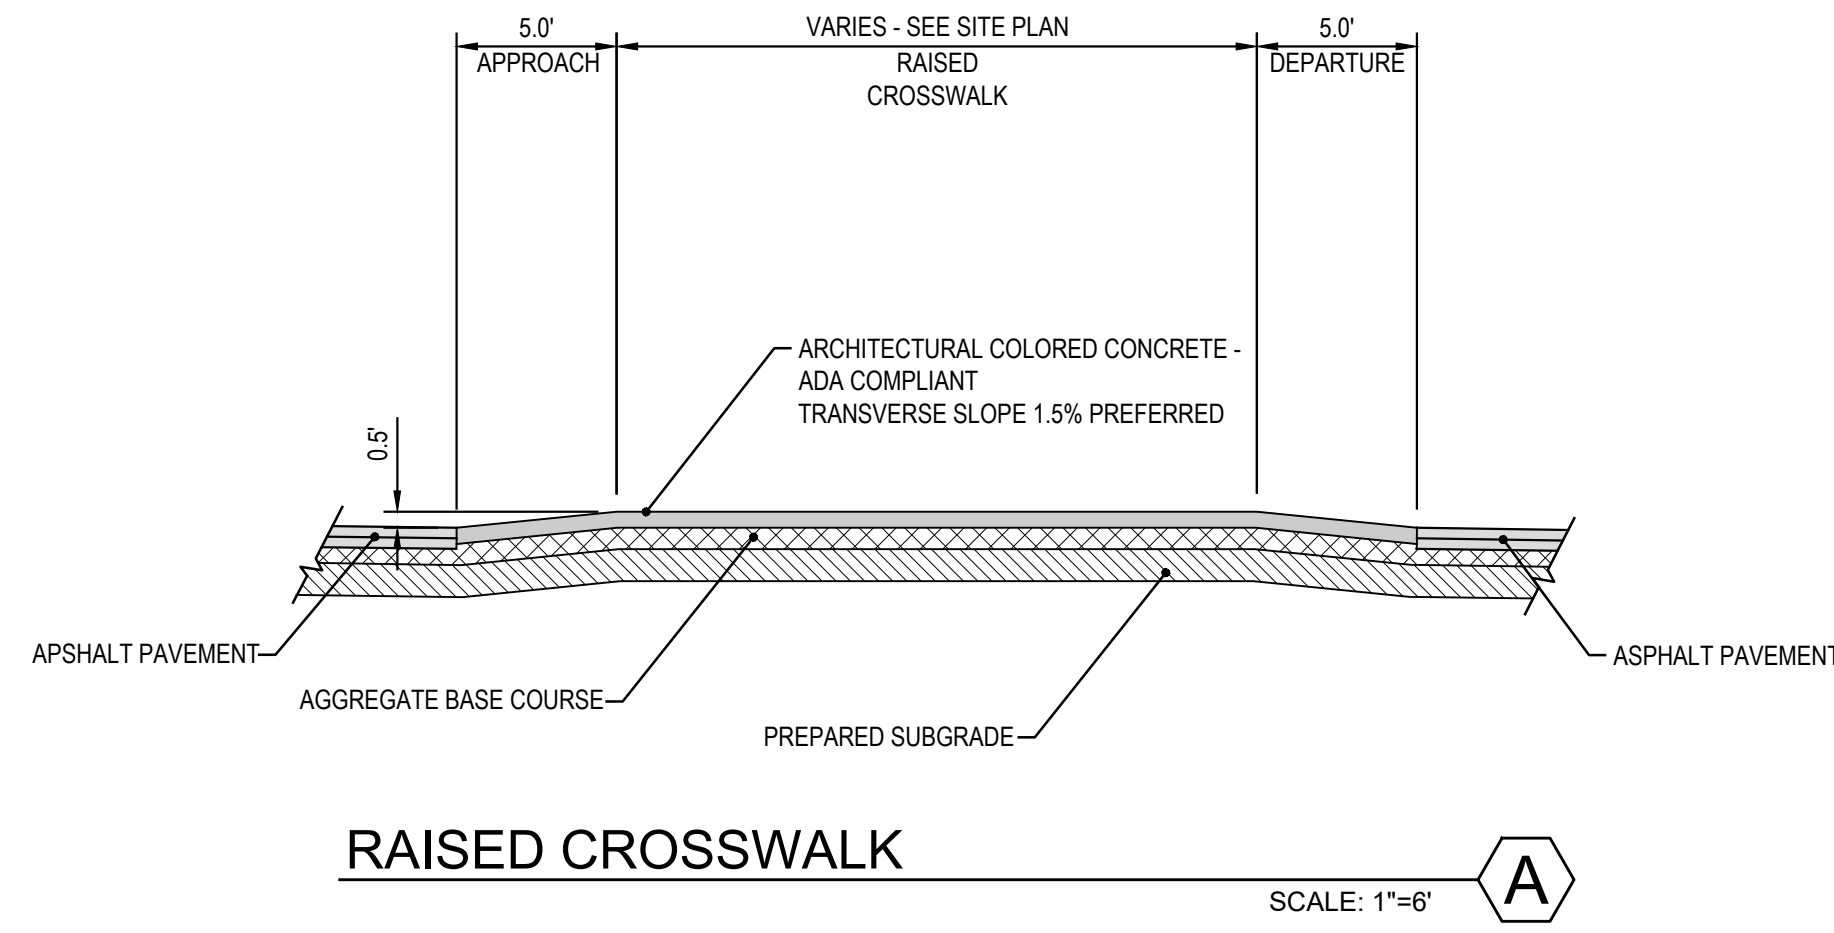 5.0'
APPROACH
VARIES - SEE SITE PLAN
RAISED
CROSSWALK
5.0'
DEPARTURE
ARCHITECTURAL COLORED CONCRETE -
ADA COMPLIANT
TRANSVERSE SLOPE 1.5% PREFERRED
0.5'
APSHALT PAVEMENT
ASPHALT PAVEMENT
AGGREGATE BASE COURSE
PREPARED SUBGRADE
RAISED CROSSWALK
A
SCALE: 1"=6'